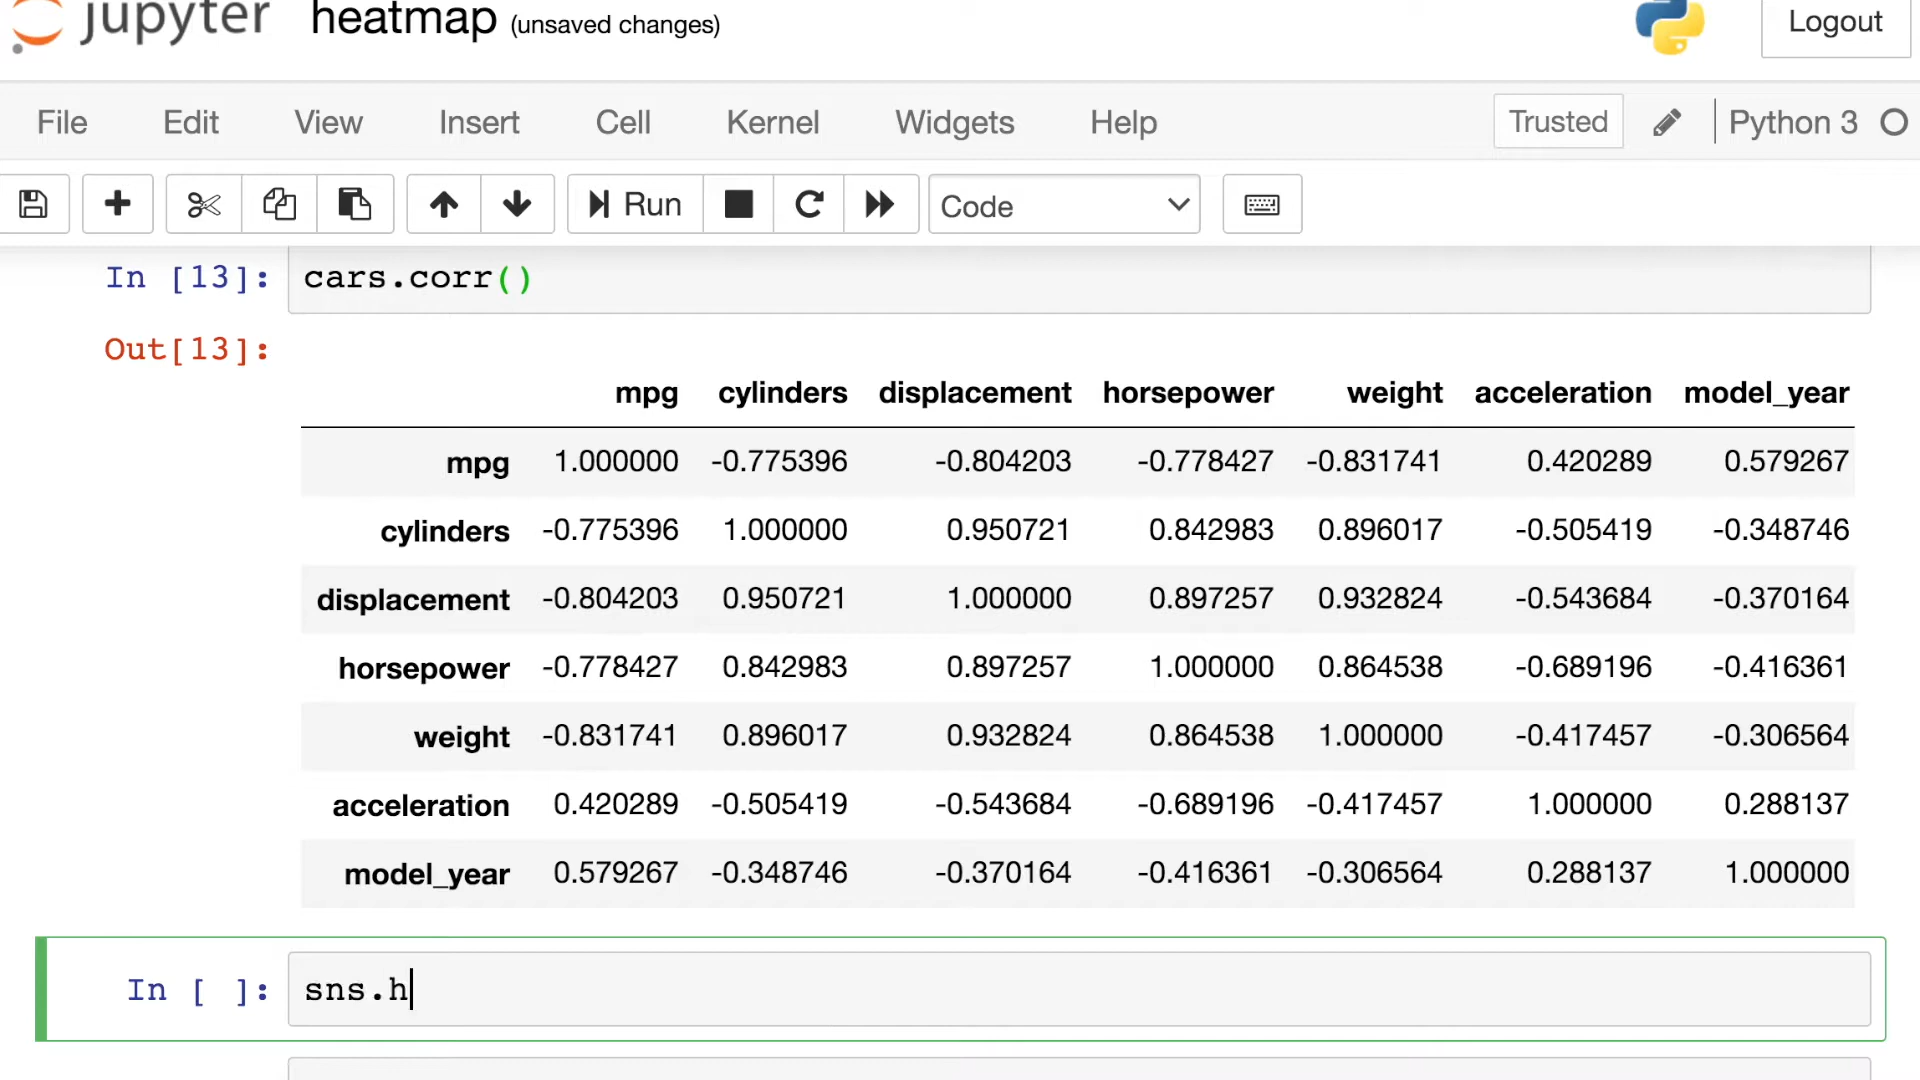 jupyter heatmap (unsaved changes) Logout
File Edit View Insert Cell Kernel Widgets Help Trusted Python 3
Run Code
In [13]: cars.corr()
Out[13]:
mpg cylinders displacement horsepower weight acceleration model_year
mpg 1.000000 -0.775396 -0.804203 -0.778427 -0.831741 0.420289 0.579267
cylinders -0.775396 1.000000 0.950721 0.842983 0.896017 -0.505419 -0.348746
displacement -0.804203 0.950721 1.000000 0.897257 0.932824 -0.543684 -0.370164
horsepower -0.778427 0.842983 0.897257 1.000000 0.864538 -0.689196 -0.416361
weight -0.831741 0.896017 0.932824 0.864538 1.000000 -0.417457 -0.306564
acceleration 0.420289 -0.505419 -0.543684 -0.689196 -0.417457 1.000000 0.288137
model_year 0.579267 -0.348746 -0.370164 -0.416361 -0.306564 0.288137 1.000000
In [ ]: sns.h